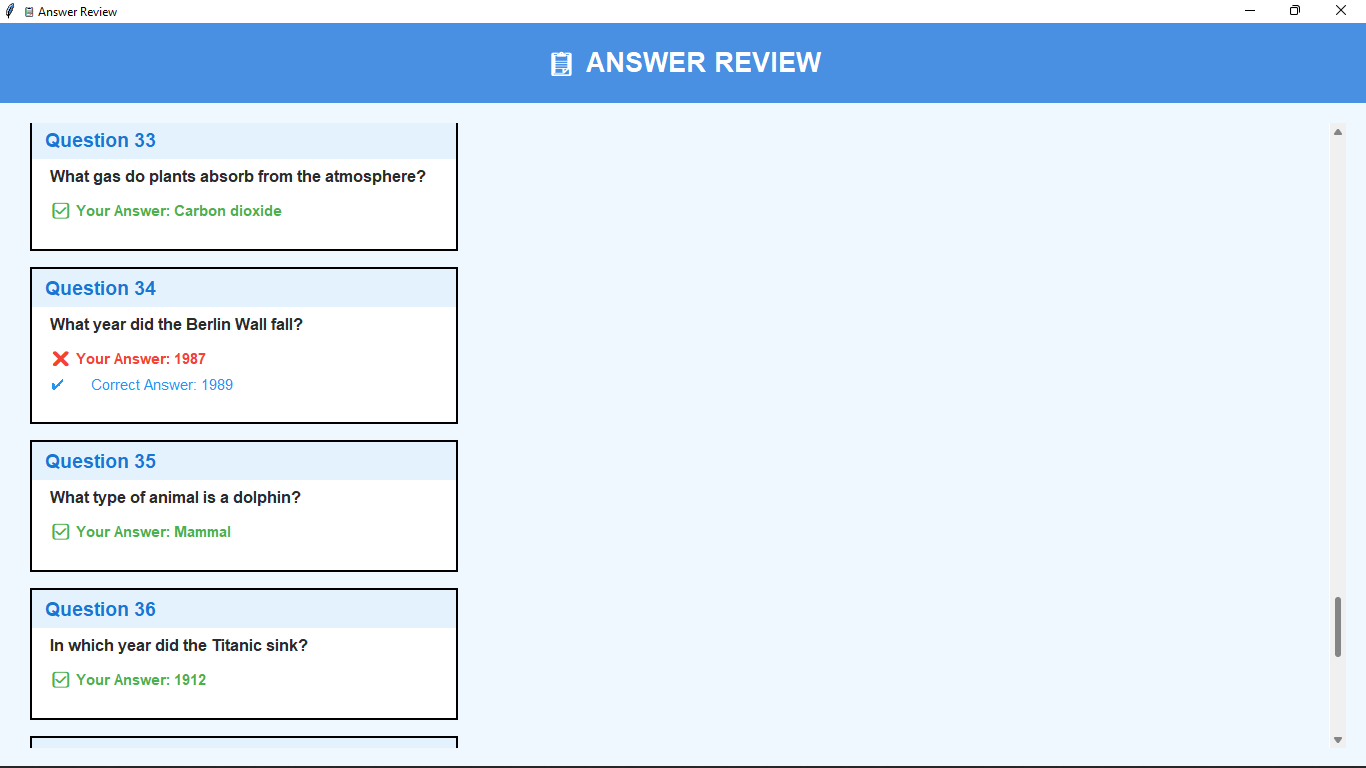 Answer Review
ANSWER REVIEW
Question 33
What gas do plants absorb from the atmosphere?
Your Answer: Carbon dioxide
Question 34
What year did the Berlin Wall fall?
Your Answer: 1987
Correct Answer: 1989
Question 35
What type of animal is a dolphin?
Your Answer: Mammal
Question 36
In which year did the Titanic sink?
Your Answer: 1912